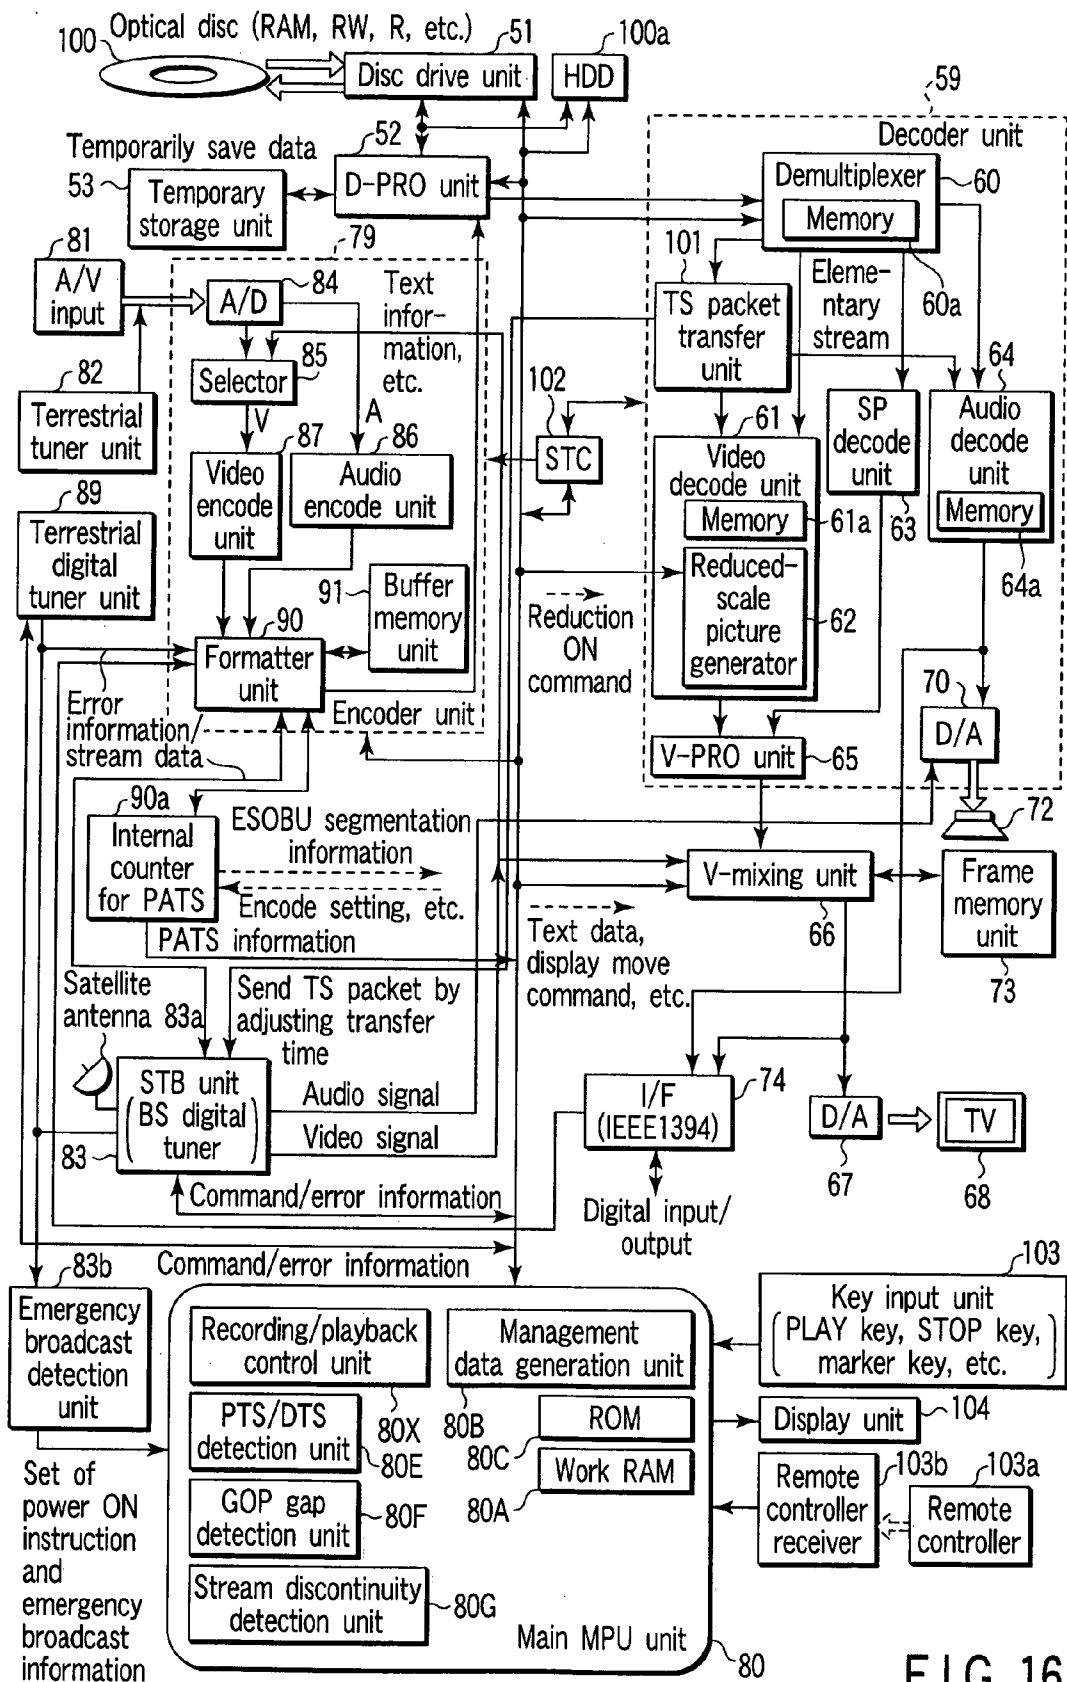 Optical disc (RAM, RW, R, etc.)
100
51
100a
Disc drive unit
HDD
59
Decoder unit
52
Temporarily save data
53
Temporary
storage unit
D-PRO unit
Demultiplexer
60
Memory
60a
81
A/V
input
79
A/D
84
Text
infor-
mation,
etc.
101
TS packet
transfer
unit
Eleme-
ntary
stream
85
Selector
82
Terrestrial
tuner unit
V
A
102
STC
64
Audio
decode
unit
Memory
64a
SP
decode
unit
63
87
Video
encode
unit
86
Audio
encode unit
61
Video
decode unit
Memory
61a
89
Terrestrial
digital
tuner unit
Reduced-
scale
picture
generator
62
91
Buffer
memory
unit
90
Formatter
unit
Reduction
ON
command
Encoder unit
70
D/A
Error
information/
stream data
V-PRO unit
65
72
90a
Internal
counter
for PATS
ESOBU segmentation
information
Encode setting, etc.
PATS information
V-mixing unit
66
Frame
memory
unit
73
Text data,
display move
command, etc.
Satellite
antenna 83a
Send TS packet by
adjusting transfer
time
STB unit
(BS digital
tuner)
83
Audio signal
Video signal
I/F
(IEEE1394)
74
D/A
67
TV
68
Command/error information
Digital input/
output
Command/error information
83b
Emergency
broadcast
detection
unit
103
Key input unit
(PLAY key, STOP key,
marker key, etc.)
Recording/playback
control unit
80X
Management
data generation unit
80B
PTS/DTS
detection unit
80E
ROM
80C
Display unit
104
Work RAM
80A
GOP gap
detection unit
80F
103b
Remote
controller
receiver
103a
Remote
controller
Set of
power ON
instruction
and
emergency
broadcast
information
Stream discontinuity
detection unit
80G
Main MPU unit
80
FIG. 16